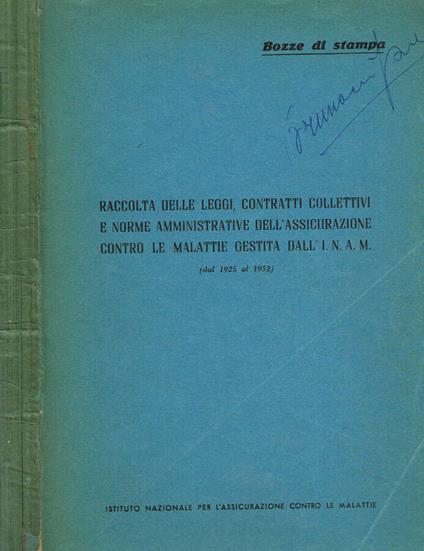 Bozze di stampa
RACCOLTA DELLE LEGGI, CONTRATTI COLLETTIVI
E NORME AMMINISTRATIVE DELL'ASSICURAZIONE
CONTRO LE MALATTIE GESTITA DALL' I. N. A. M.
(dal 1925 al 1952)
ISTITUTO NAZIONALE PER L'ASSICURAZIONE CONTRO LE MALATTIE